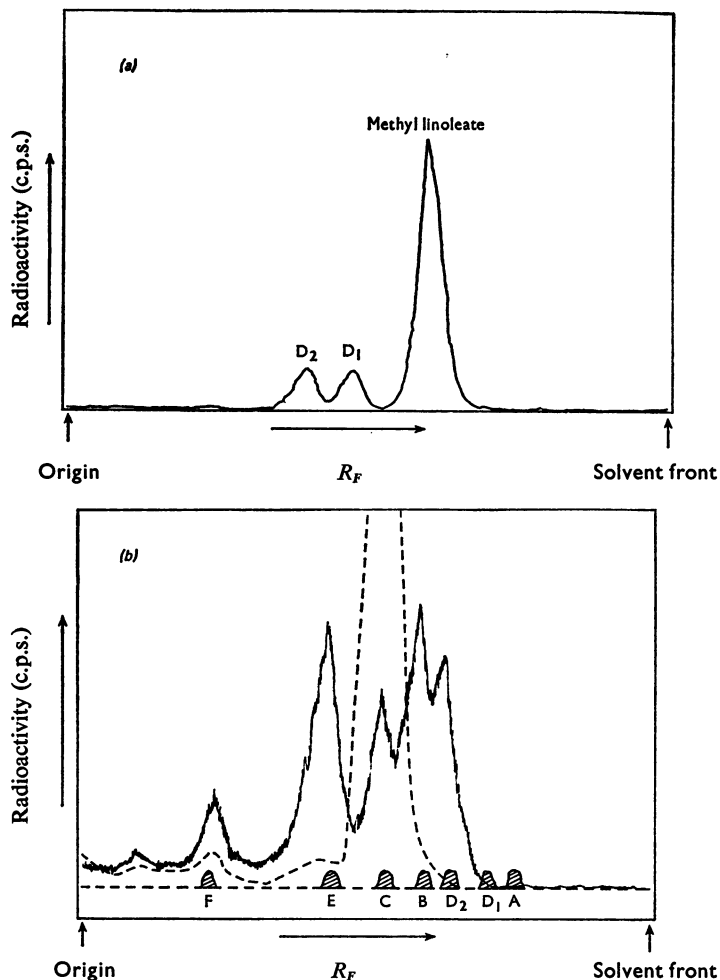 (a)
Methyl linoleate
D2 D1
Radioactivity (c.p.s.)
Origin RF Solvent front
(b)
Radioactivity (c.p.s.)
F E C B D2 D1 A
Origin RF Solvent front